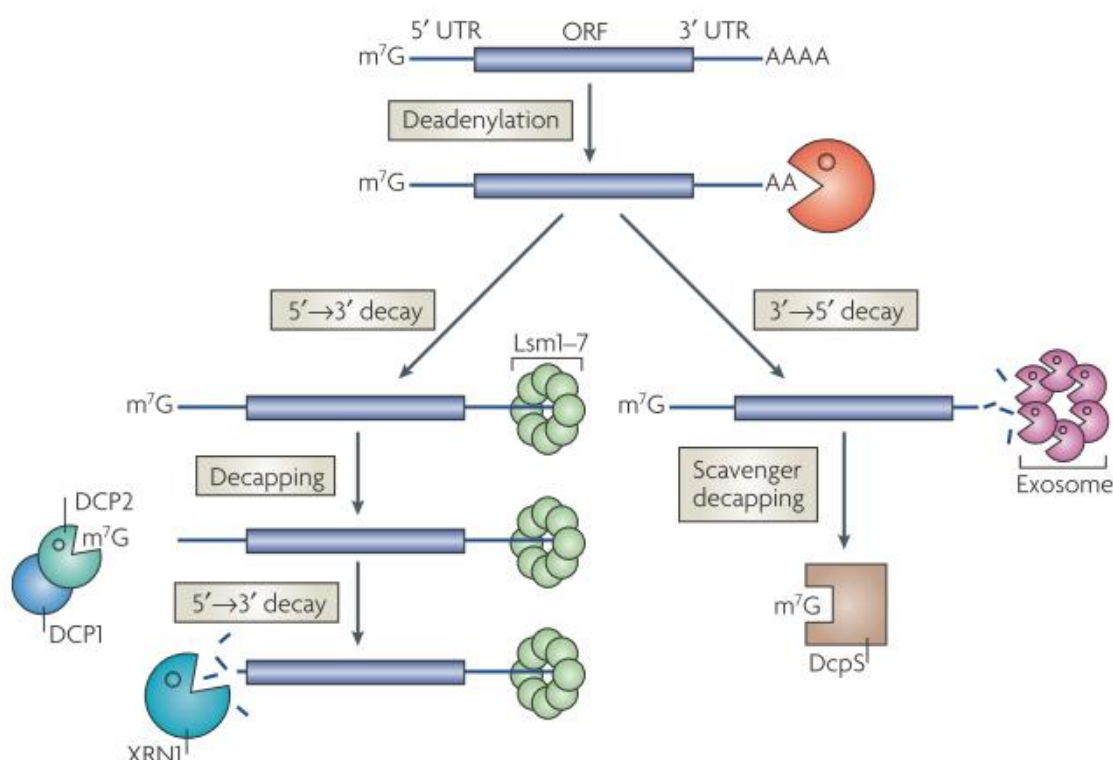 5′ UTR ORF 3′ UTR
m⁷G AAAA
Deadenylation
m⁷G AA
5′→3′ decay
3′→5′ decay
Lsm1–7
m⁷G
m⁷G
Exosome
Decapping
Scavenger
decapping
DCP2
m⁷G
DCP1
5′→3′ decay
m⁷G
DcpS
XRN1